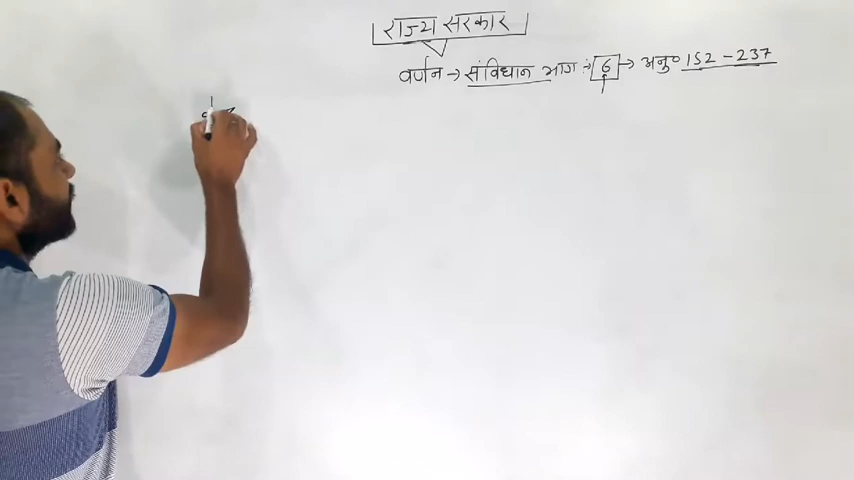 राज्य सरकार
वर्णन → संविधान भाग ÷ 6 → अनु० 152 - 237